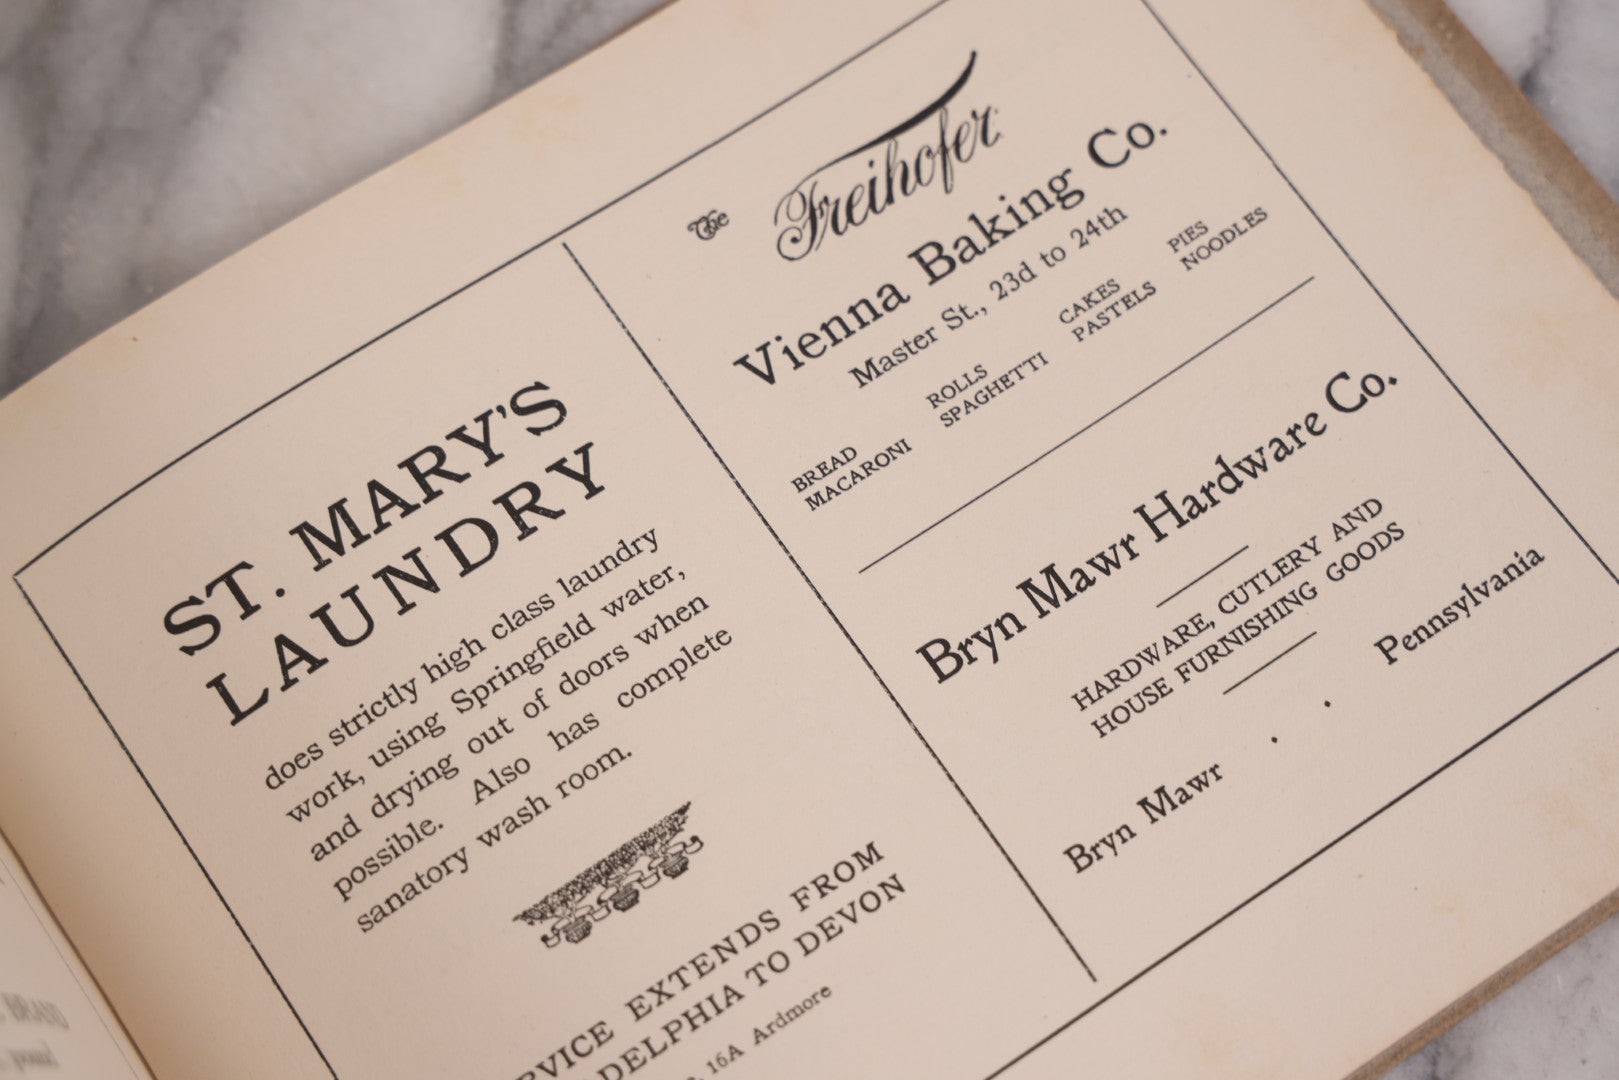 ST. MARY'S
LAUNDRY
does strictly high class laundry
work, using Springfield water,
and drying out of doors when
possible. Also has complete
sanatory wash room.
EXTENDS FROM
TO DEVON
16A Ardmore
The Freihofer
Vienna Baking Co.
Master St., 23d to 24th
BREAD ROLLS CAKES PIES
MACARONI SPAGHETTI PASTELS NOODLES
Bryn Mawr Hardware Co.
HARDWARE, CUTLERY AND
HOUSE FURNISHING GOODS
Bryn Mawr . . Pennsylvania
BRAND